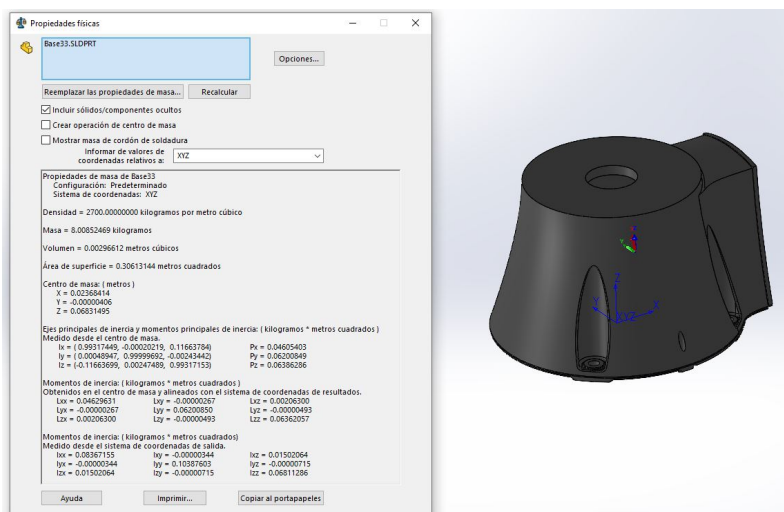 Propiedades físicas
Base33.SLDPRT
Opciones...
Reemplazar las propiedades de masa...
Recalcular
Incluir sólidos/componentes ocultos
Crear operación de centro de masa
Mostrar masa de cordón de soldadura
Informar de valores de
coordenadas relativos a: XYZ
Propiedades de masa de Base33
Configuración: Predeterminado
Sistema de coordenadas: XYZ
Densidad = 2700.00000000 kilogramos por metro cúbico
Masa = 8.00852469 kilogramos
Volumen = 0.00296612 metros cúbicos
Área de superficie = 0.30613144 metros cuadrados
Centro de masa: ( metros )
X = 0.02368414
Y = -0.00000406
Z = 0.06831495
Ejes principales de inercia y momentos principales de inercia: ( kilogramos * metros cuadrados )
Medido desde el centro de masa.
Ix = ( 0.99317449, -0.00020219, 0.11663784) Px = 0.04605403
Iy = ( 0.00048947, 0.99999692, -0.00243442) Py = 0.06200849
Iz = (-0.11663699, 0.00247489, 0.99317153) Pz = 0.06386286
Momentos de inercia: ( kilogramos * metros cuadrados )
Obtenidos en el centro de masa y alineados con el sistema de coordenadas de resultados.
Lxx = 0.04629631 Lxy = -0.00000267 Lxz = 0.00206300
Lyx = -0.00000267 Lyy = 0.06200850 Lyz = -0.00000493
Lzx = 0.00206300 Lzy = -0.00000493 Lzz = 0.06362057
Momentos de inercia: ( kilogramos * metros cuadrados)
Medido desde el sistema de coordenadas de salida.
Ixx = 0.08367155 Ixy = -0.00000344 Ixz = 0.01502064
Iyx = -0.00000344 Iyy = 0.10387603 Iyz = -0.00000715
Izx = 0.01502064 Izy = -0.00000715 Izz = 0.06811286
Ayuda
Imprimir...
Copiar al portapapeles
Z
Y
X
XYZ